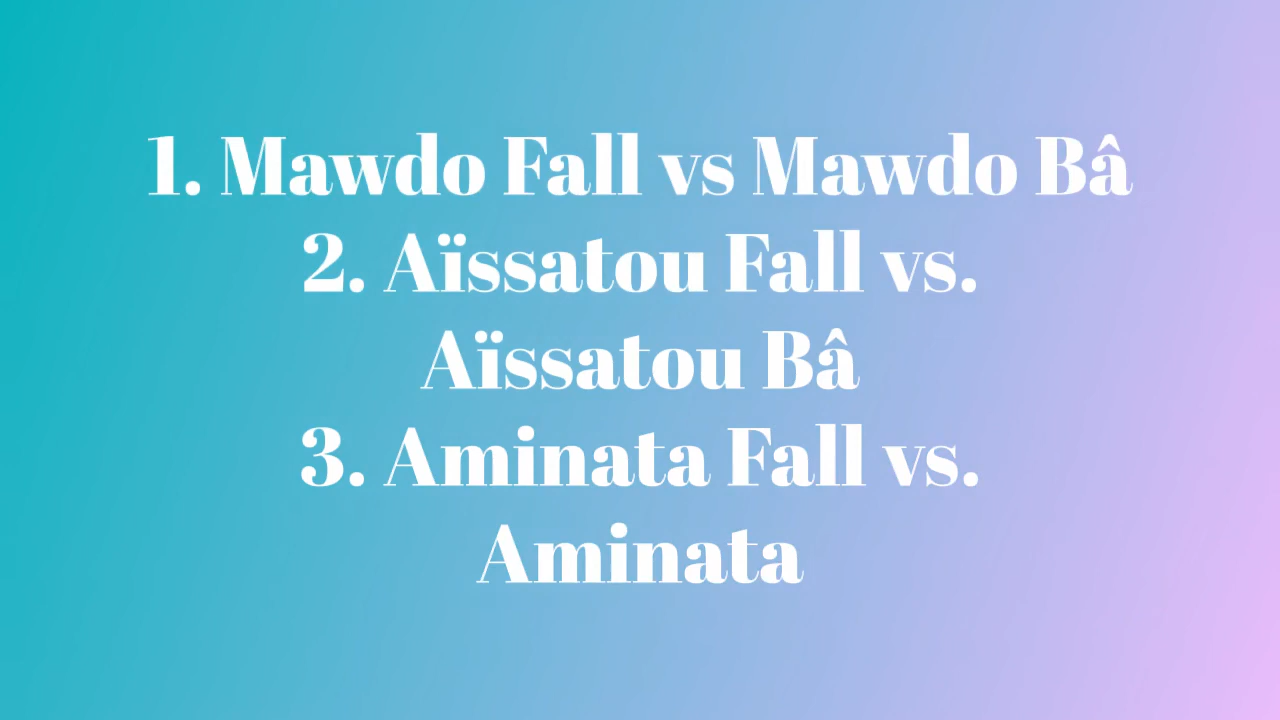 1. Mawdo Fall vs Mawdo Bâ
2. Aïssatou Fall vs.
Aïssatou Bâ
3. Aminata Fall vs.
Aminata